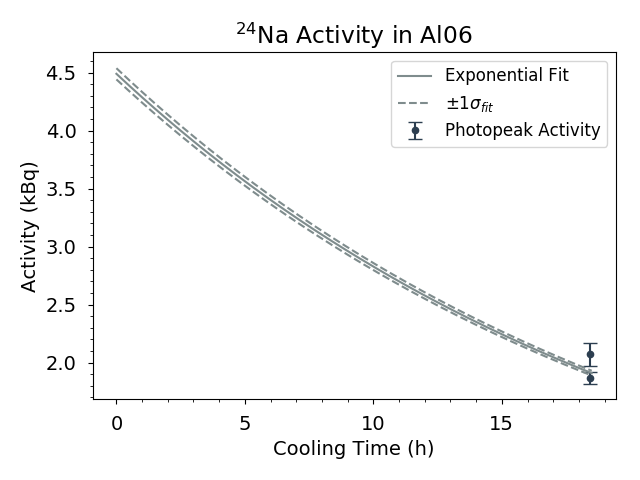 ²⁴Na Activity in Al06
Exponential Fit
±1σ_fit
Photopeak Activity
Activity (kBq)
4.5
4.0
3.5
3.0
2.5
2.0
0 5 10 15
Cooling Time (h)